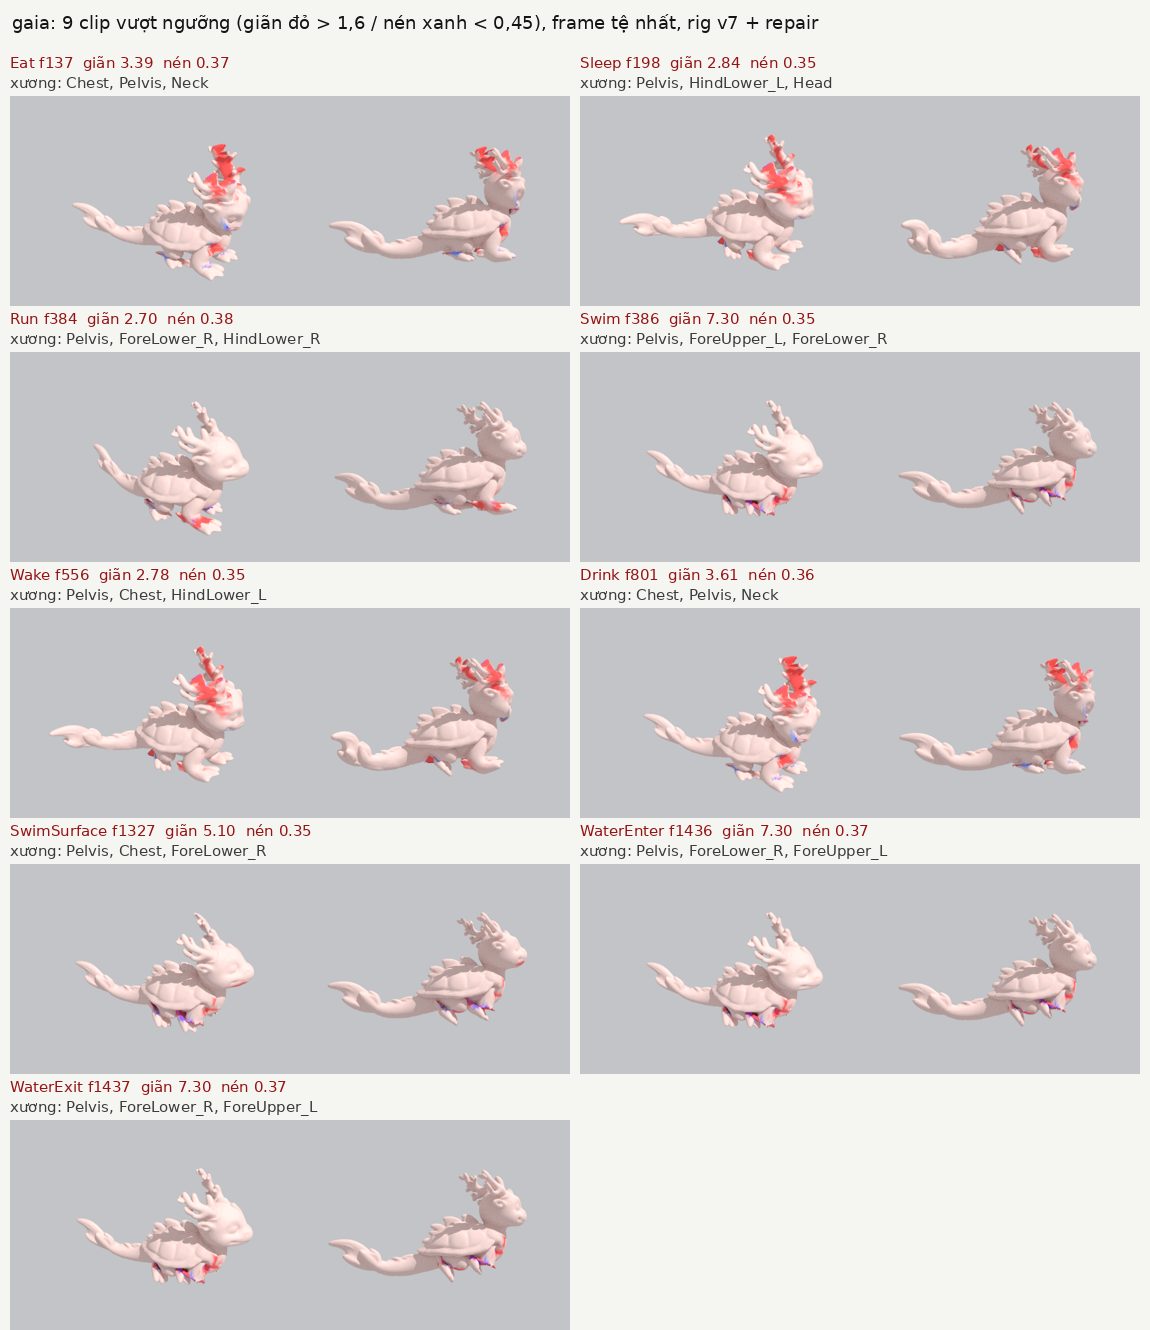 gaia: 9 clip vượt ngưỡng (giãn đỏ > 1,6 / nén xanh < 0,45), frame tệ nhất, rig v7 + repair
Eat f137  giãn 3.39  nén 0.37
xương: Chest, Pelvis, Neck
Sleep f198  giãn 2.84  nén 0.35
xương: Pelvis, HindLower_L, Head
Run f384  giãn 2.70  nén 0.38
xương: Pelvis, ForeLower_R, HindLower_R
Swim f386  giãn 7.30  nén 0.35
xương: Pelvis, ForeUpper_L, ForeLower_R
Wake f556  giãn 2.78  nén 0.35
xương: Pelvis, Chest, HindLower_L
Drink f801  giãn 3.61  nén 0.36
xương: Chest, Pelvis, Neck
SwimSurface f1327  giãn 5.10  nén 0.35
xương: Pelvis, Chest, ForeLower_R
WaterEnter f1436  giãn 7.30  nén 0.37
xương: Pelvis, ForeLower_R, ForeUpper_L
WaterExit f1437  giãn 7.30  nén 0.37
xương: Pelvis, ForeLower_R, ForeUpper_L